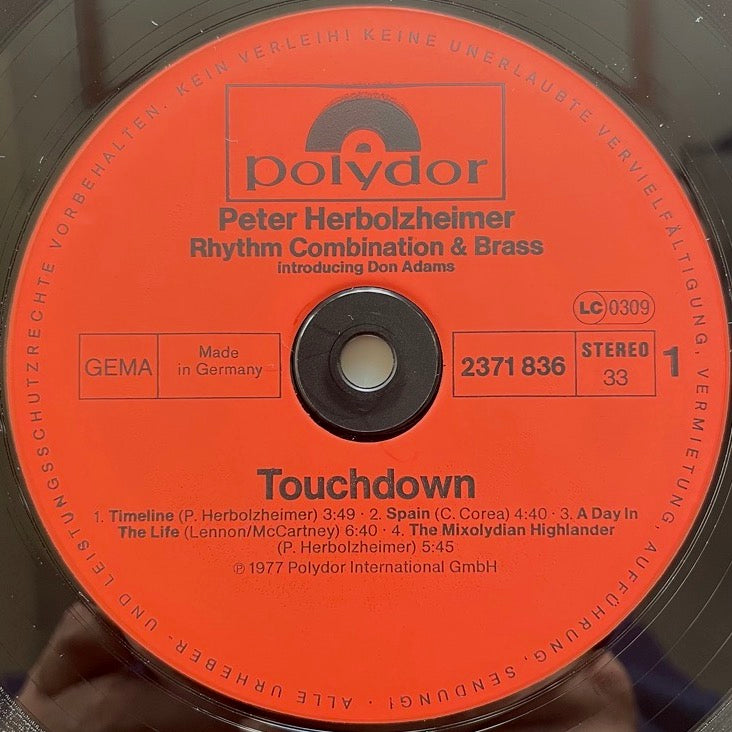 ALLE URHEBER- UND LEISTUNGSSCHUTZRECHTE VORBEHALTEN. KEIN VERLEIH! KEINE UNERLAUBTE VERVIELFÄLTIGUNG, VERMIETUNG, AUFFÜHRUNG, SENDUNG! ·
polydor
Peter Herbolzheimer
Rhythm Combination & Brass
introducing Don Adams
LC 0309
GEMA
Made
in Germany
2371 836
STEREO
33
1
Touchdown
1. Timeline (P. Herbolzheimer) 3:49 · 2. Spain (C. Corea) 4:40 · 3. A Day In
The Life (Lennon/McCartney) 6:40 · 4. The Mixolydian Highlander
(P. Herbolzheimer) 5:45
℗ 1977 Polydor International GmbH